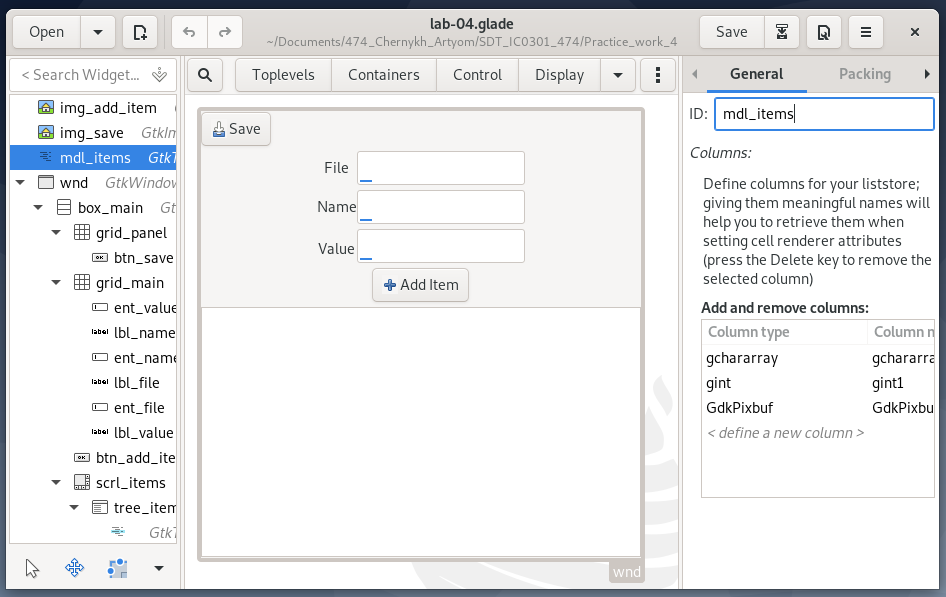 Open
lab-04.glade
~/Documents/474_Chernykh_Artyom/SDT_IC0301_474/Practice_work_4
Save
< Search Widget...
Toplevels
Containers
Control
Display
General
Packing
img_add_item
img_save GtkIm
mdl_items GtkT
wnd GtkWindow
box_main Gt
grid_panel
btn_save
grid_main
ent_value
lbl_name
ent_name
lbl_file
ent_file
lbl_value
btn_add_ite
scrl_items
tree_item
GtkT
Save
File
Name
Value
Add Item
wnd
ID: mdl_items
Columns:
Define columns for your liststore;
giving them meaningful names will
help you to retrieve them when
setting cell renderer attributes
(press the Delete key to remove the
selected column)
Add and remove columns:
Column type Column n
gchararray gchararra
gint gint1
GdkPixbuf GdkPixbu
< define a new column >